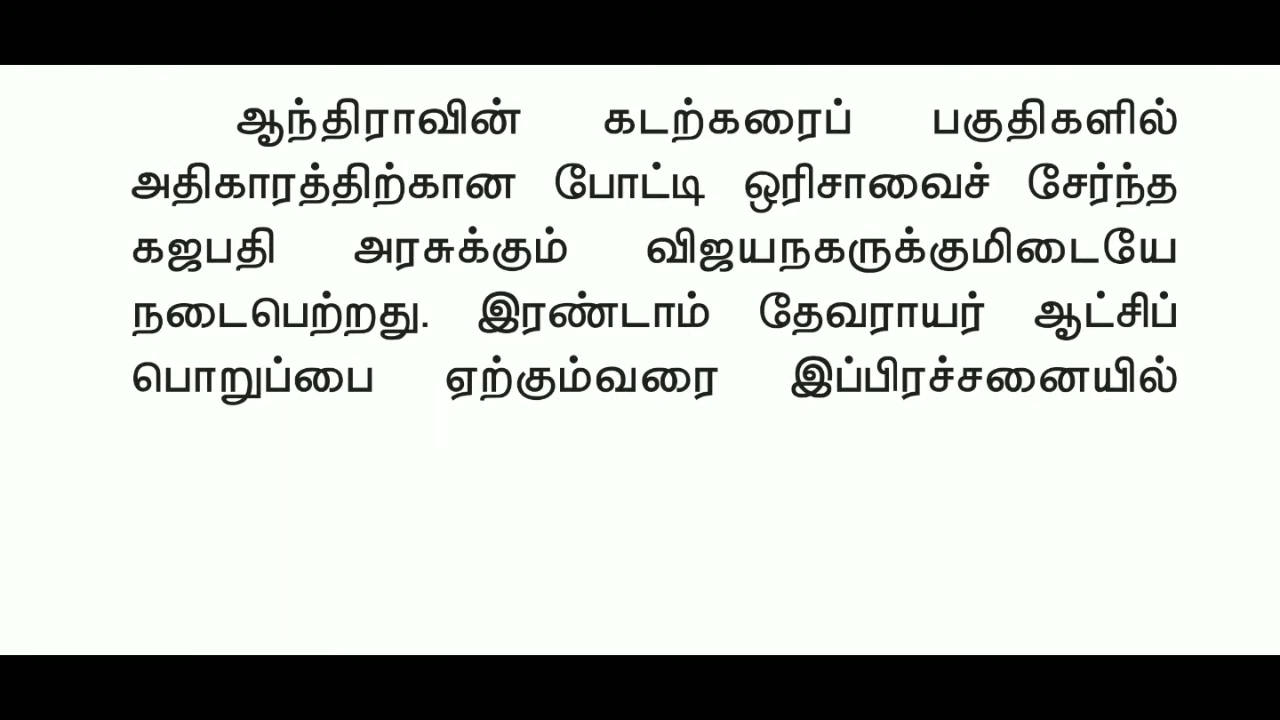 ஆந்திராவின் கடற்கரைப் பகுதிகளில்
அதிகாரத்திற்கான போட்டி ஒரிசாவைச் சேர்ந்த
கஜபதி அரசுக்கும் விஜயநகருக்குமிடையே
நடைபெற்றது. இரண்டாம் தேவராயர் ஆட்சிப்
பொறுப்பை ஏற்கும்வரை இப்பிரச்சனையில்